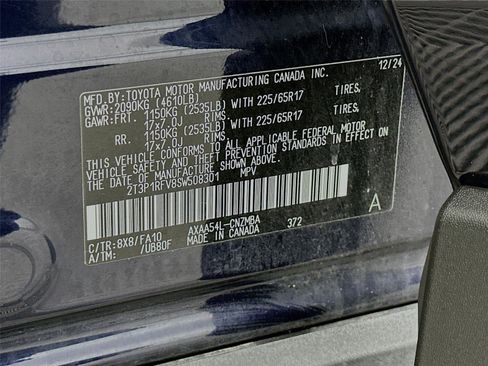 MFD.BY:TOYOTA MOTOR MANUFACTURING CANADA INC. 12/24
GVWR:2090KG (4610LB)
GAWR:FRT. 1150KG (2535LB) WITH 225/65R17 TIRES,
17x7.0J RIMS.
RR. 1150KG (2535LB) WITH 225/65R17 TIRES,
17x7.0J RIMS.
THIS VEHICLE CONFORMS TO ALL APPLICABLE FEDERAL MOTOR
VEHICLE SAFETY STANDARDS IN
EFFECT ON THE DATE OF MANUFACTURE SHOWN ABOVE.
2T3P1RFV8SW508301 MPV
C/TR:8X8/FA10 AXAA54L-CNZMBA 372 A
A/TM: /UB80F MADE IN CANADA